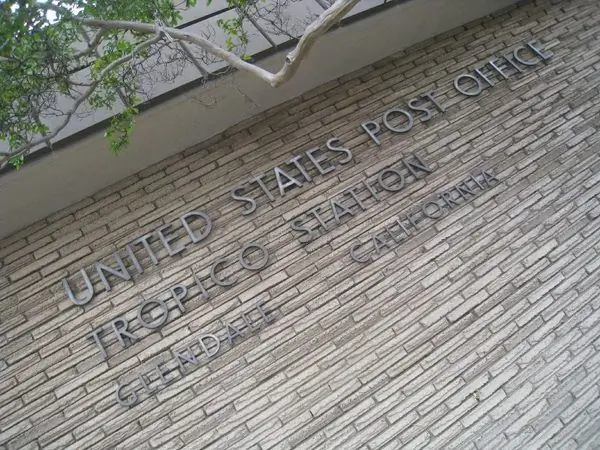 UNITED STATES POST OFFICE
TROPICO STATION
GLENDALE CALIFORNIA